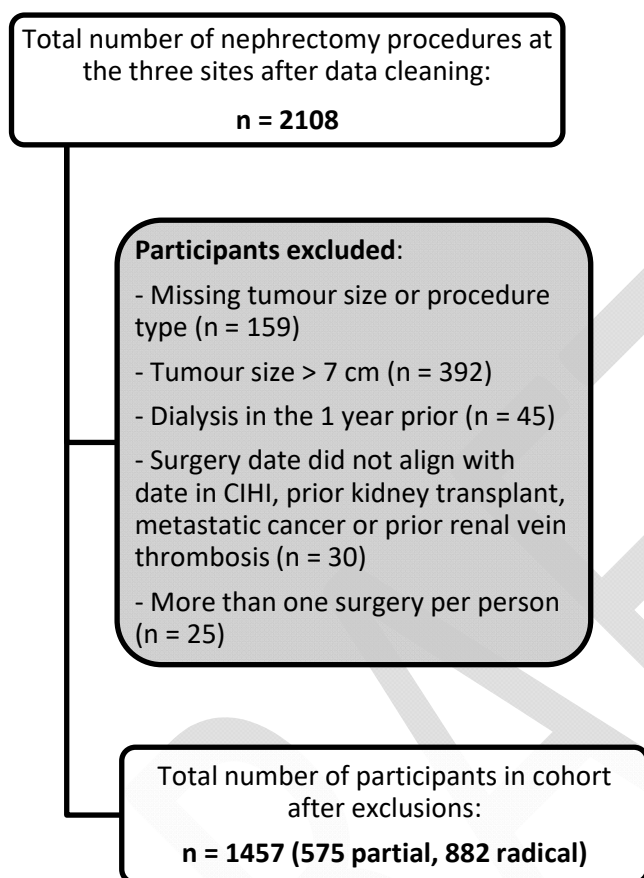 Total number of nephrectomy procedures at
the three sites after data cleaning:
n = 2108
Participants excluded:
- Missing tumour size or procedure
type (n = 159)
- Tumour size > 7 cm (n = 392)
- Dialysis in the 1 year prior (n = 45)
- Surgery date did not align with
date in CIHI, prior kidney transplant,
metastatic cancer or prior renal vein
thrombosis (n = 30)
- More than one surgery per person
(n = 25)
Total number of participants in cohort
after exclusions:
n = 1457 (575 partial, 882 radical)